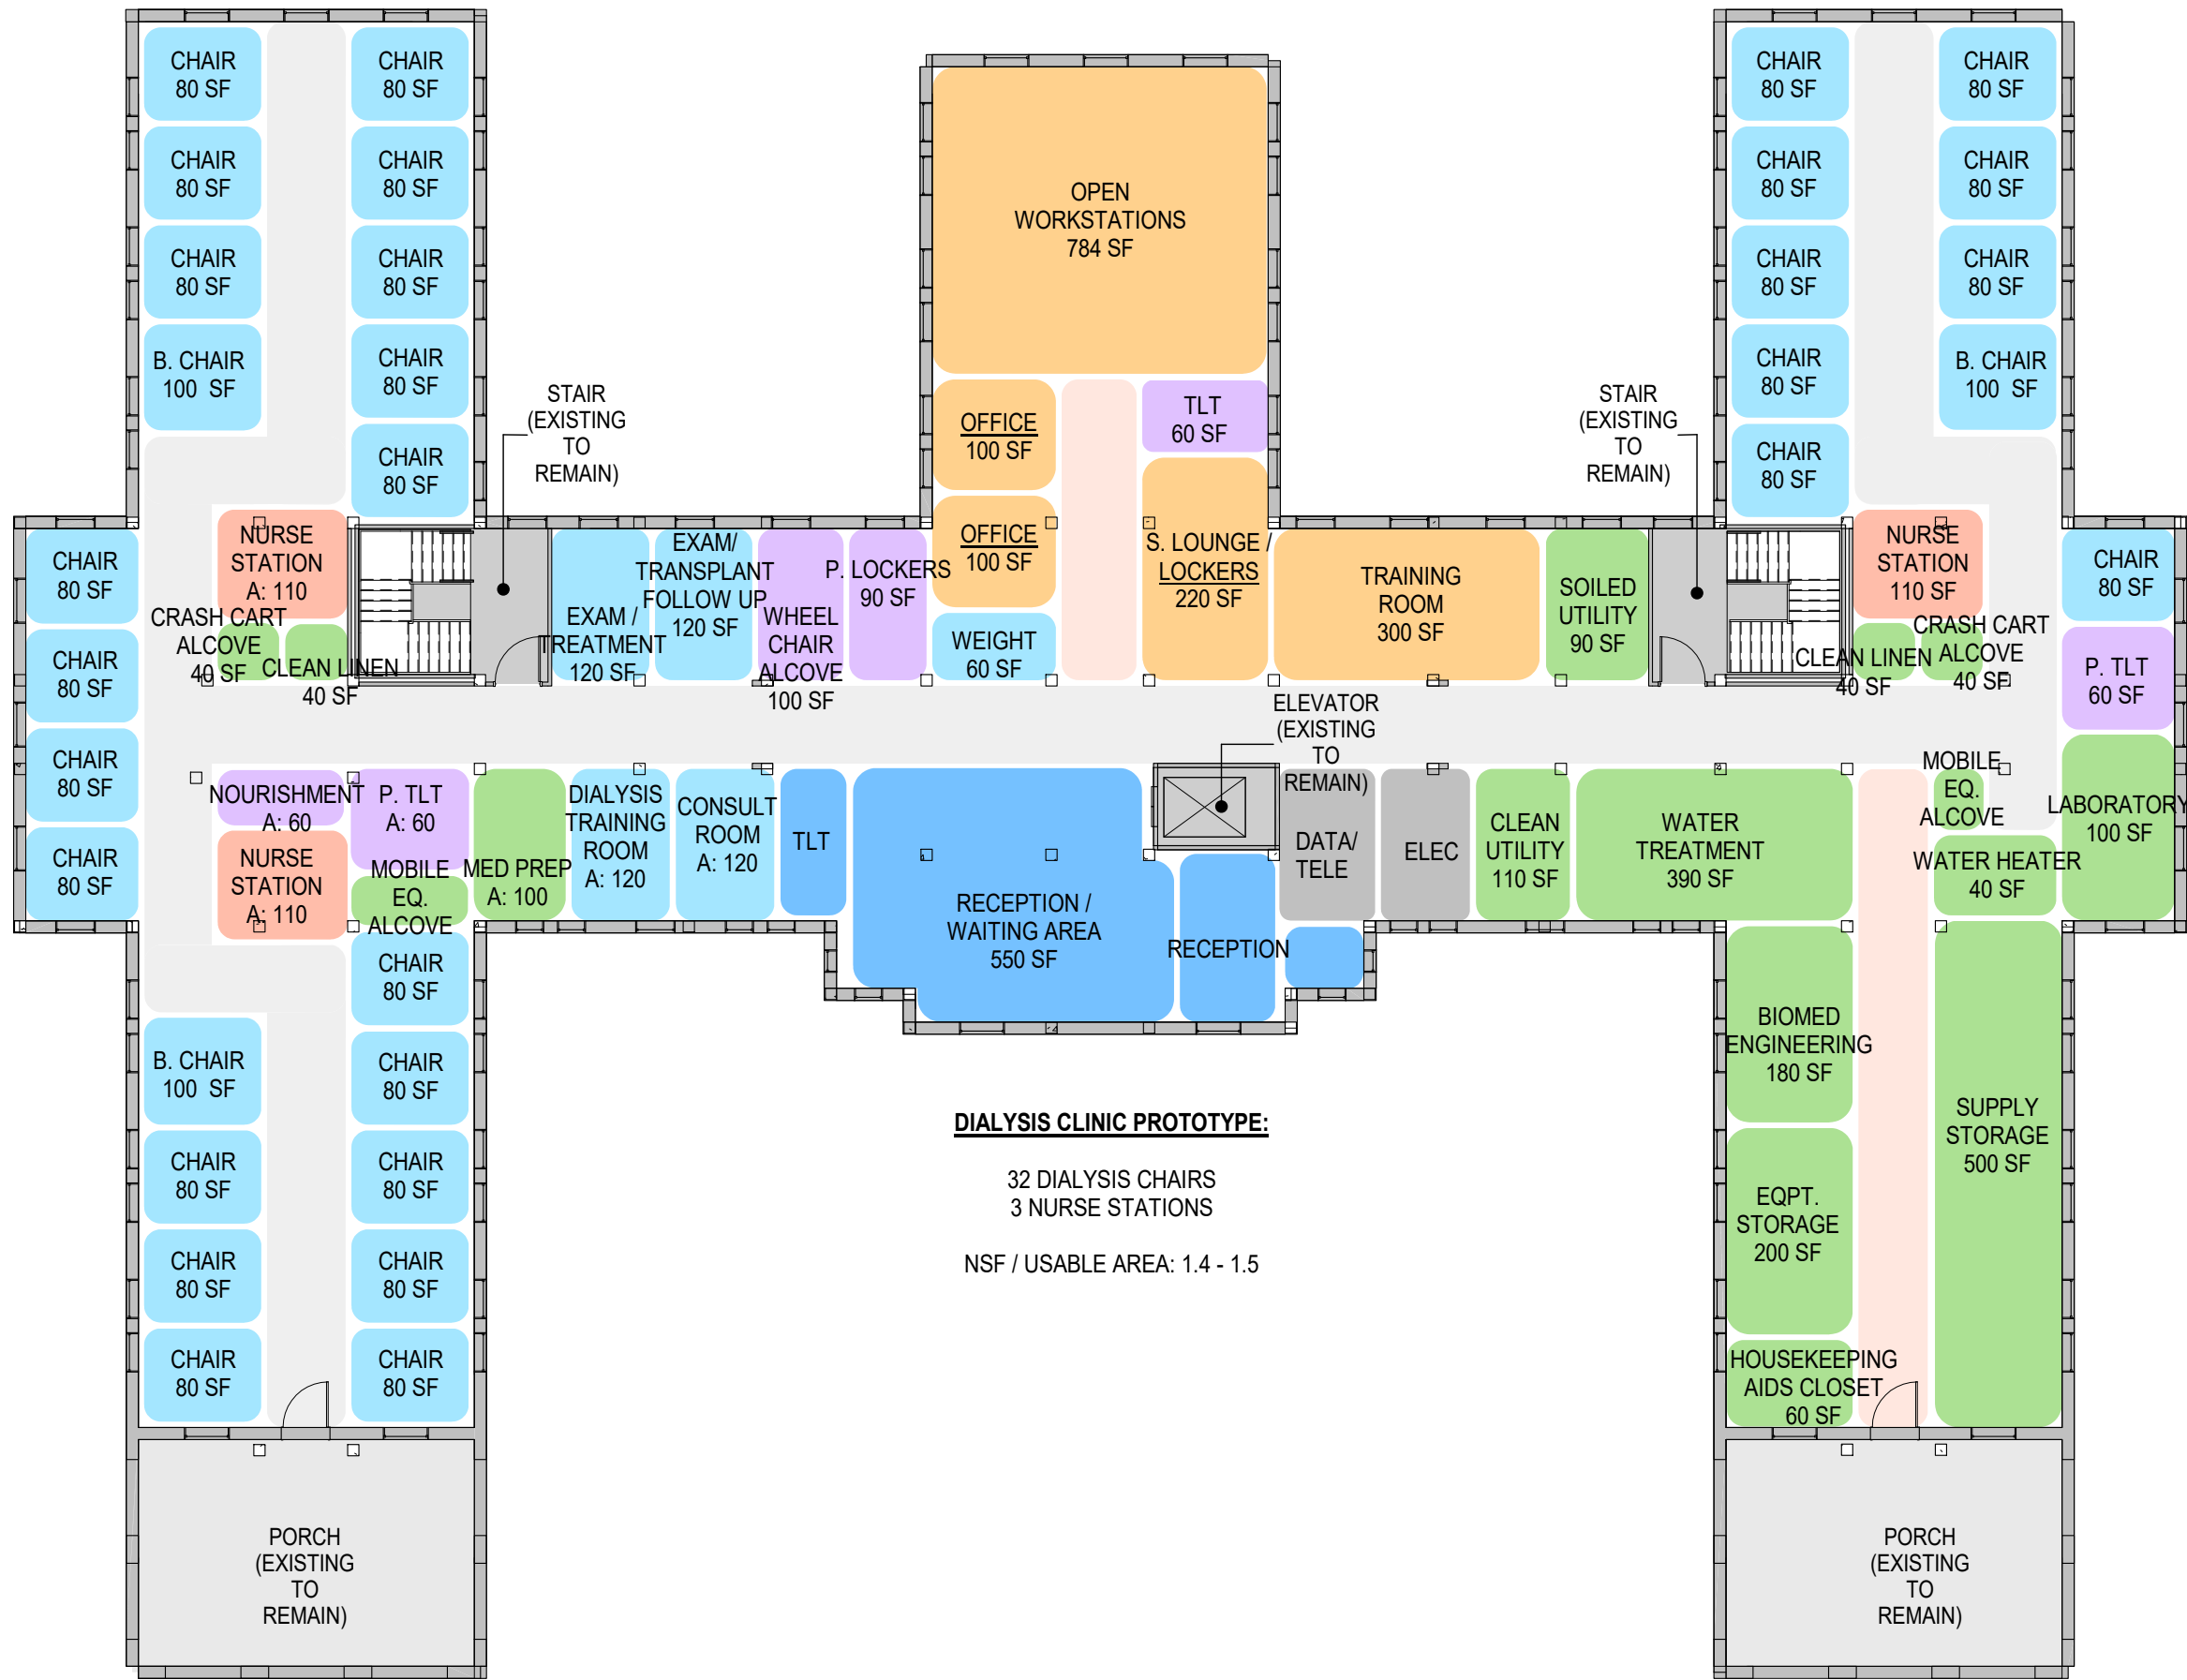 CHAIR
80 SF
CHAIR
80 SF
CHAIR
80 SF
CHAIR
80 SF
CHAIR
80 SF
CHAIR
80 SF
B. CHAIR
100 SF
CHAIR
80 SF
CHAIR
80 SF
NURSE
STATION
A: 110
CRASH CART
ALCOVE
40 SF
CLEAN LINEN
40 SF
CHAIR
80 SF
CHAIR
80 SF
CHAIR
80 SF
CHAIR
80 SF
STAIR
(EXISTING
TO
REMAIN)
EXAM /
TREATMENT
120 SF
EXAM/
TRANSPLANT
FOLLOW UP
120 SF
WHEEL
CHAIR
ALCOVE
100 SF
P. LOCKERS
90 SF
OPEN
WORKSTATIONS
784 SF
OFFICE
100 SF
OFFICE
100 SF
WEIGHT
60 SF
TLT
60 SF
S. LOUNGE /
LOCKERS
220 SF
TRAINING
ROOM
300 SF
SOILED
UTILITY
90 SF
STAIR
(EXISTING
TO
REMAIN)
CHAIR
80 SF
CHAIR
80 SF
CHAIR
80 SF
CHAIR
80 SF
CHAIR
80 SF
CHAIR
80 SF
CHAIR
80 SF
B. CHAIR
100 SF
CHAIR
80 SF
NURSE
STATION
110 SF
CLEAN LINEN
40 SF
CRASH CART
ALCOVE
40 SF
CHAIR
80 SF
P. TLT
60 SF
LABORATORY
100 SF
MOBILE
EQ.
ALCOVE
WATER HEATER
40 SF
NOURISHMENT
A: 60
P. TLT
A: 60
NURSE
STATION
A: 110
MOBILE
EQ.
ALCOVE
MED PREP
A: 100
DIALYSIS
TRAINING
ROOM
A: 120
CONSULT
ROOM
A: 120
TLT
RECEPTION /
WAITING AREA
550 SF
ELEVATOR
(EXISTING
TO
REMAIN)
RECEPTION
DATA/
TELE
ELEC
CLEAN
UTILITY
110 SF
WATER
TREATMENT
390 SF
CHAIR
80 SF
B. CHAIR
100 SF
CHAIR
80 SF
CHAIR
80 SF
CHAIR
80 SF
CHAIR
80 SF
CHAIR
80 SF
CHAIR
80 SF
CHAIR
80 SF
PORCH
(EXISTING
TO
REMAIN)
DIALYSIS CLINIC PROTOTYPE:
32 DIALYSIS CHAIRS
3 NURSE STATIONS
NSF / USABLE AREA: 1.4 - 1.5
BIOMED
ENGINEERING
180 SF
EQPT.
STORAGE
200 SF
HOUSEKEEPING
AIDS CLOSET
60 SF
SUPPLY
STORAGE
500 SF
PORCH
(EXISTING
TO
REMAIN)